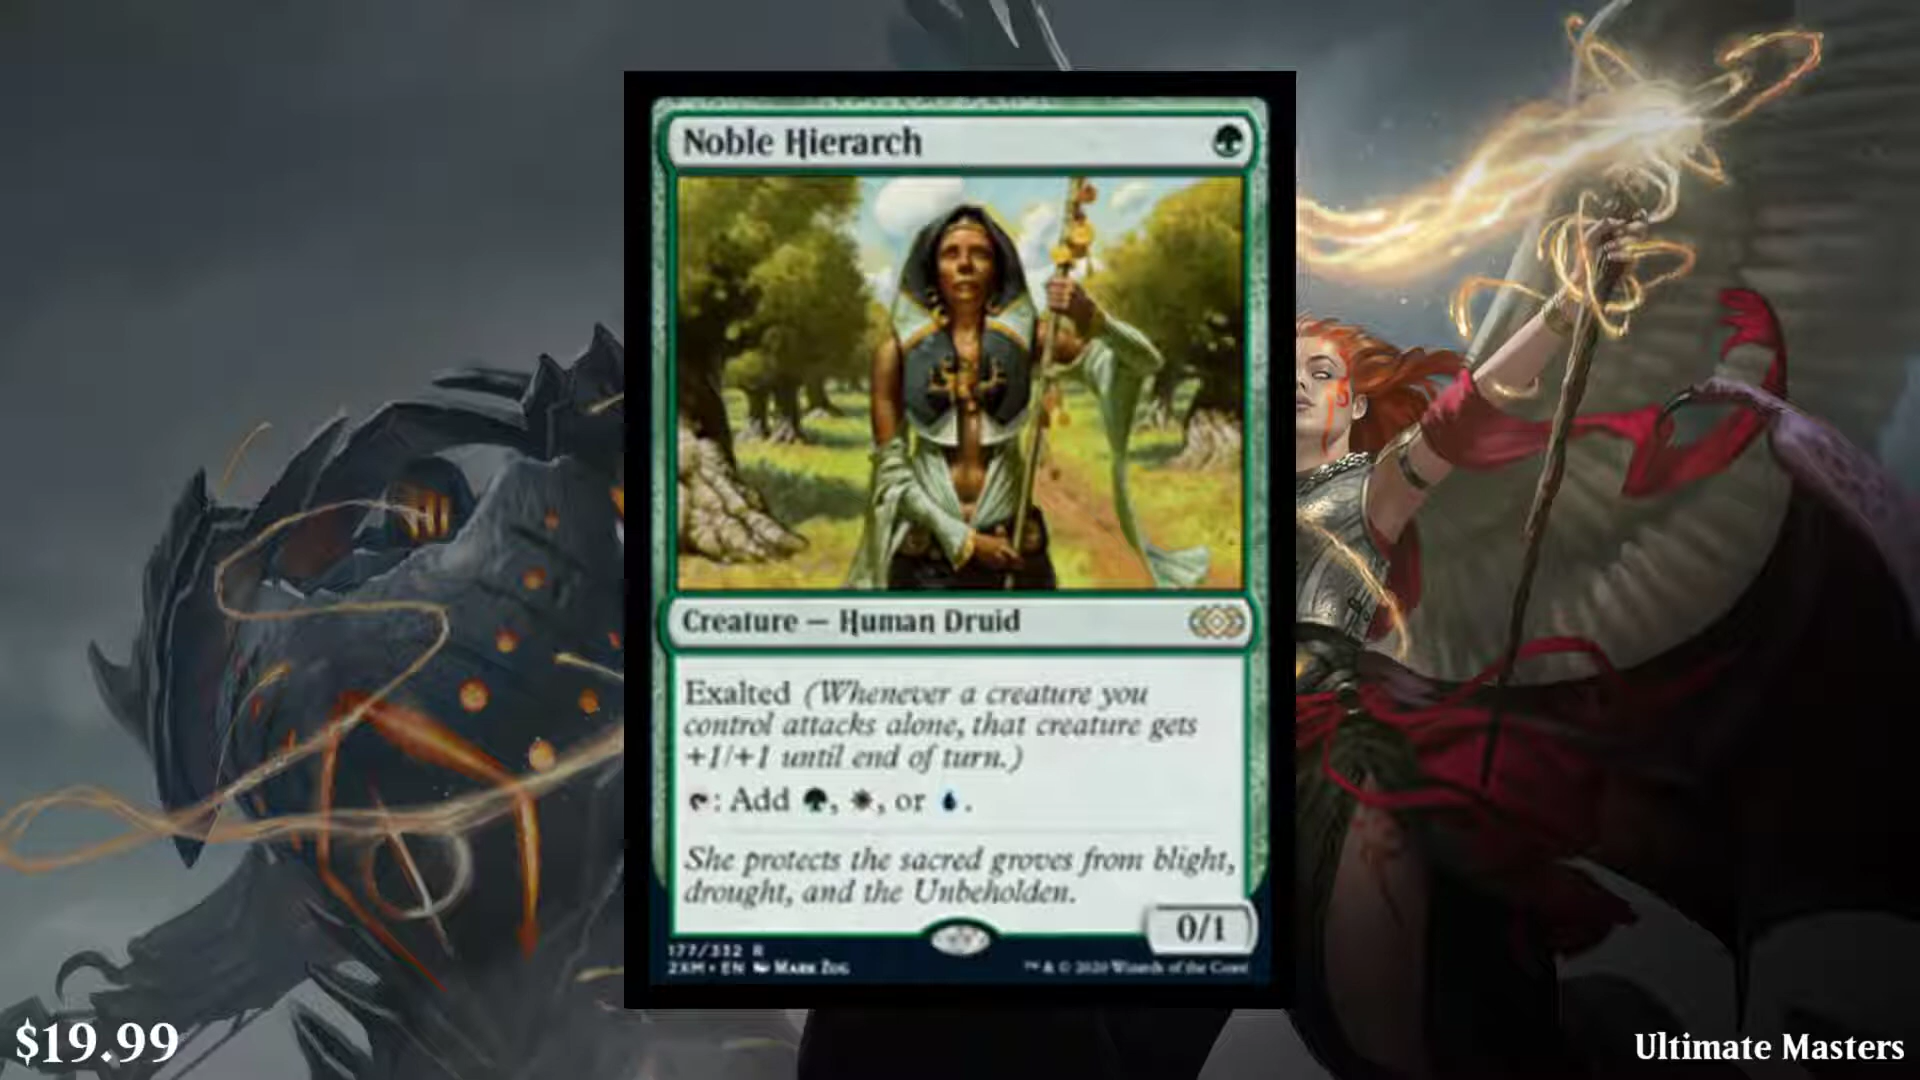 Noble Hierarch
Creature — Human Druid
Exalted (Whenever a creature you
control attacks alone, that creature gets
+1/+1 until end of turn.)
: Add , , or .
She protects the sacred groves from blight,
drought, and the Unbeholden.
0/1
177/332 R
2XM • EN Mark Zug
™ & © 2020 Wizards of the Coast
$19.99
Ultimate Masters